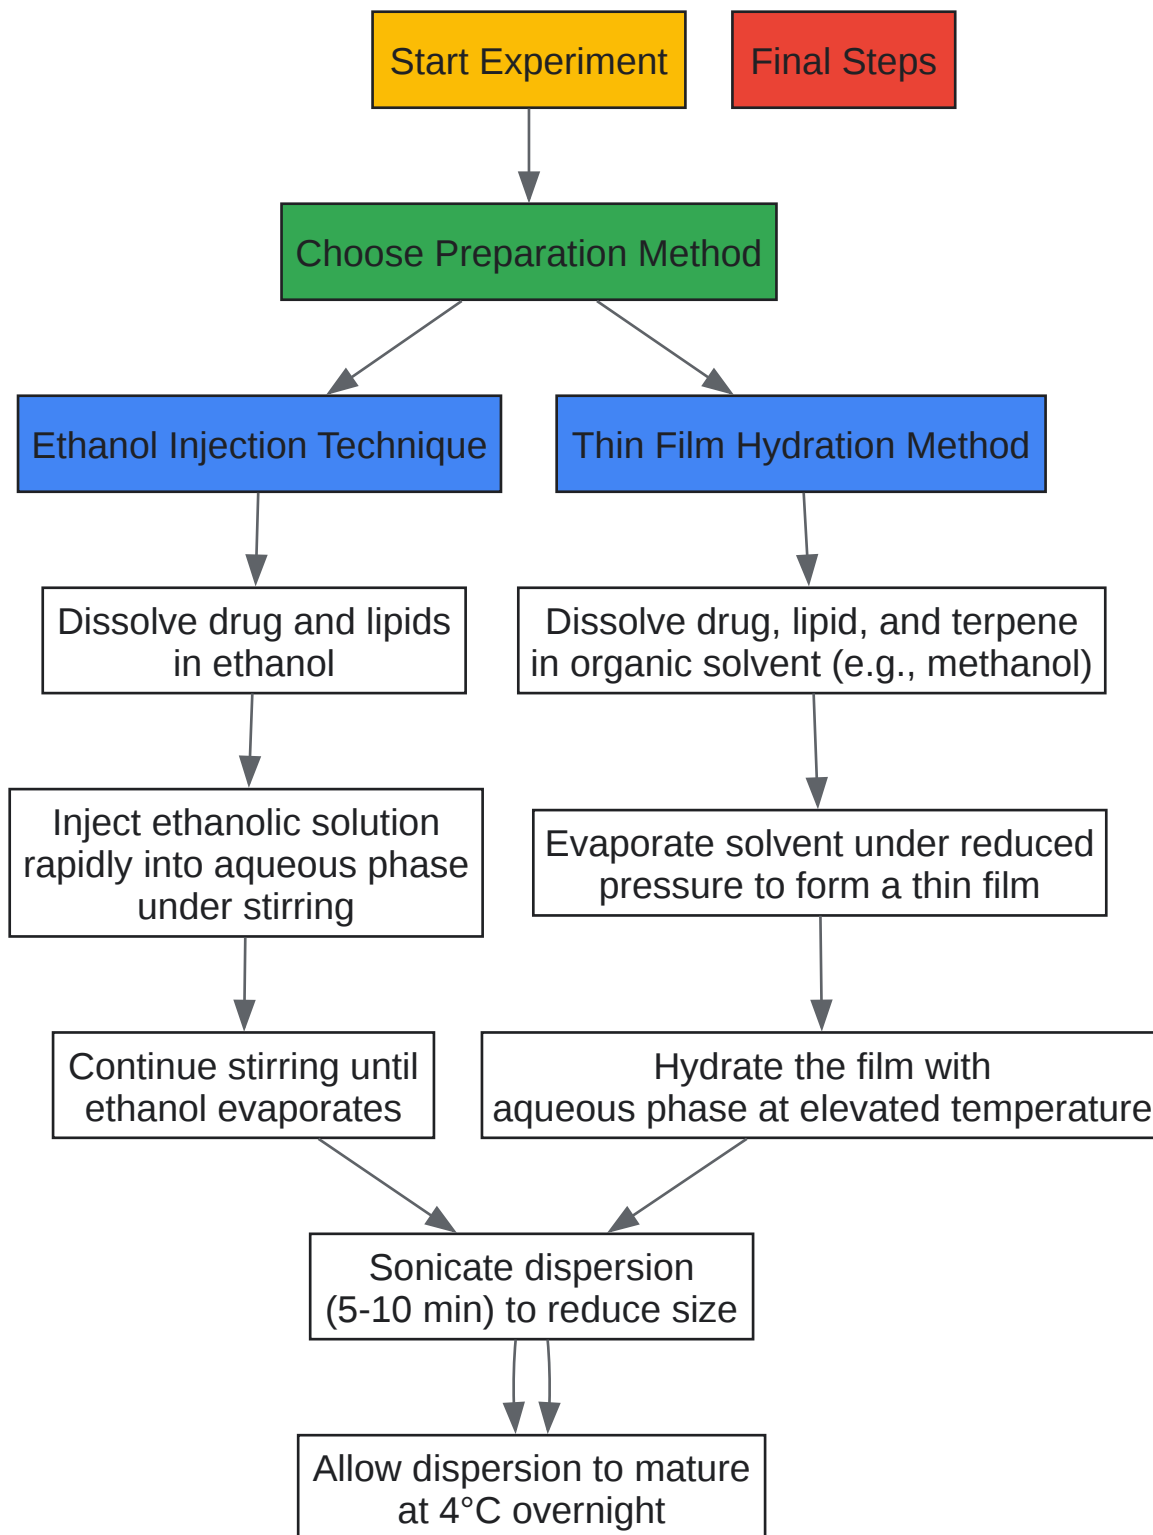 Start Experiment
Final Steps
Choose Preparation Method
Ethanol Injection Technique
Thin Film Hydration Method
Dissolve drug and lipids
in ethanol
Dissolve drug, lipid, and terpene
in organic solvent (e.g., methanol)
Inject ethanolic solution
rapidly into aqueous phase
under stirring
Evaporate solvent under reduced
pressure to form a thin film
Continue stirring until
ethanol evaporates
Hydrate the film with
aqueous phase at elevated temperature
Sonicate dispersion
(5-10 min) to reduce size
Allow dispersion to mature
at 4°C overnight